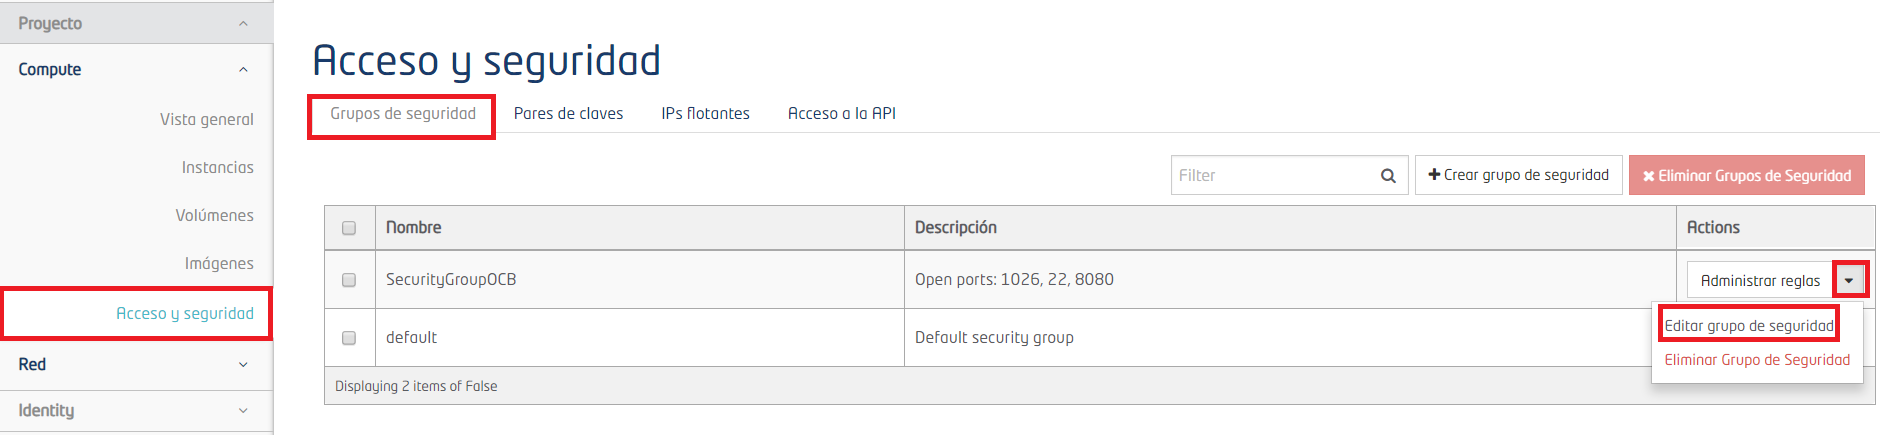 Proyecto
Compute
Vista general
Instancias
Volúmenes
Imágenes
Acceso y seguridad
Red
Identity
Acceso y seguridad
Grupos de seguridad Pares de claves IPs flotantes Acceso a la API
Filter Crear grupo de seguridad Eliminar Grupos de Seguridad
Nombre Descripción Actions
SecurityGroupOCB Open ports: 1026, 22, 8080 Administrar reglas
default Default security group
Editar grupo de seguridad
Eliminar Grupo de Seguridad
Displaying 2 items of False